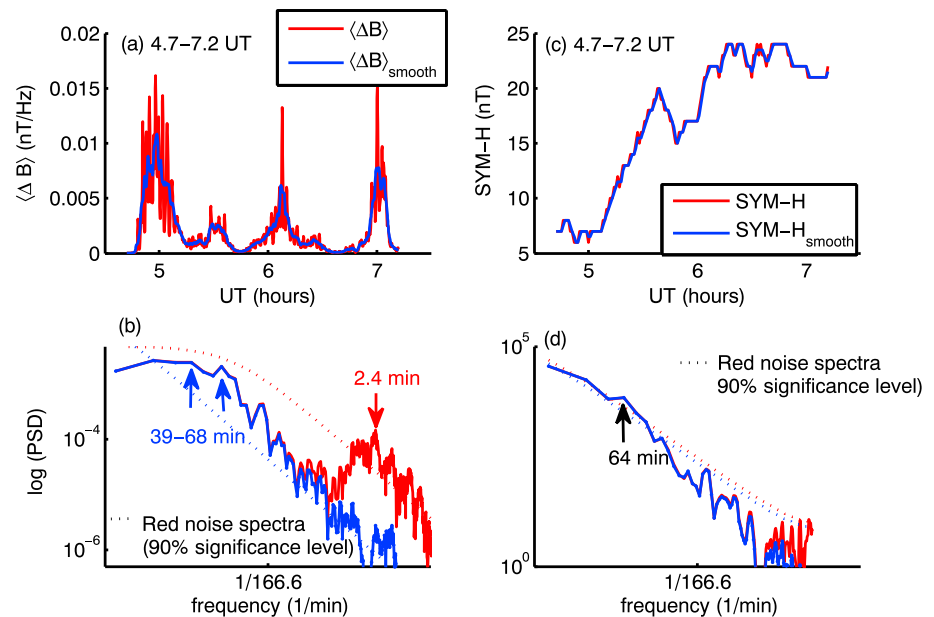 (a) 4.7−7.2 UT
⟨ΔB⟩
⟨ΔB⟩smooth
0.02
0.015
0.01
0.005
0
⟨Δ B⟩ (nT/Hz)
5
6
7
UT (hours)
(c) 4.7−7.2 UT
25
20
15
10
5
SYM−H (nT)
SYM−H
SYM−Hsmooth
5
6
7
UT (hours)
(b)
2.4 min
39−68 min
10−4
10−6
log (PSD)
Red noise spectra
(90% significance level)
1/166.6
frequency (1/min)
(d)
105
100
Red noise spectra
90% significance level)
64 min
1/166.6
frequency (1/min)